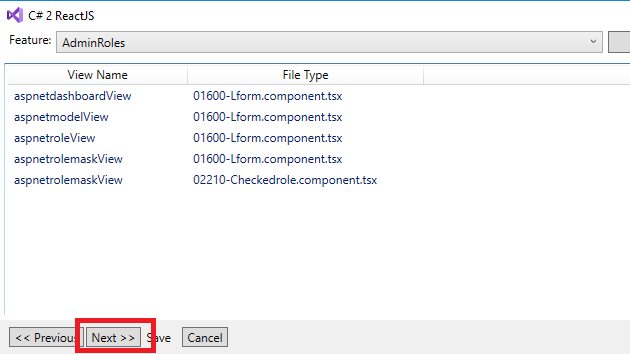 C# 2 ReactJS
Feature: AdminRoles
View Name File Type
aspnetdashboardView 01600-Lform.component.tsx
aspnetmodelView 01600-Lform.component.tsx
aspnetroleView 01600-Lform.component.tsx
aspnetrolemaskView 01600-Lform.component.tsx
aspnetrolemaskView 02210-Checkedrole.component.tsx
<< Previous Next >> Save Cancel